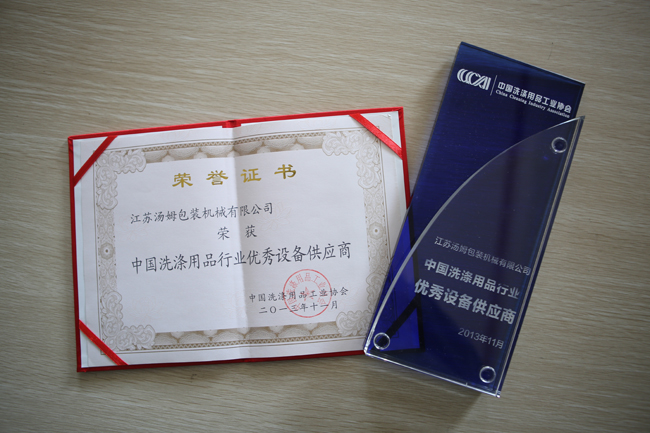 荣誉证书
江苏汤姆包装机械有限公司
荣获
中国洗涤用品行业优秀设备供应商
中国洗涤用品工业协会
二〇一三年十一月
CCIA
中国洗涤用品工业协会
China Cleaning Industry Association
江苏汤姆包装机械有限公司
中国洗涤用品行业
优秀设备供应商
2013年11月